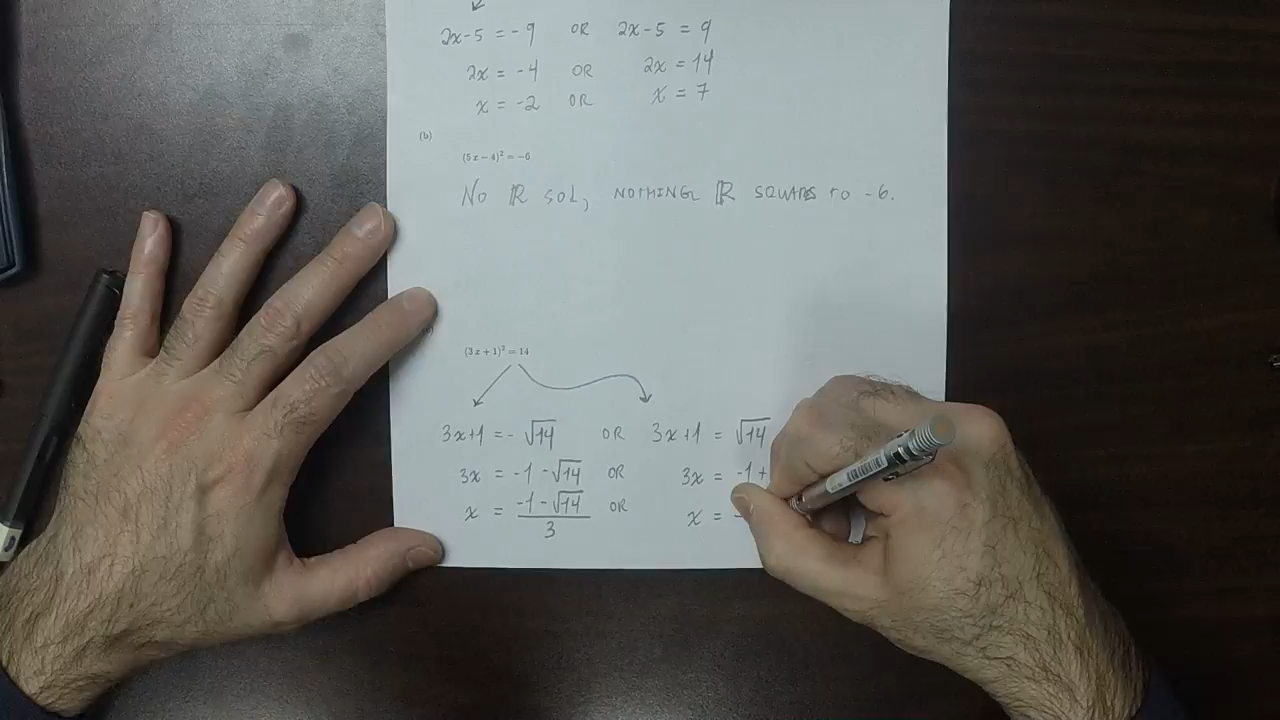 2x-5 = -9 OR 2x-5 = 9
2x = -4 OR 2x = 14
x = -2 OR x = 7
(b)
(5x − 4)² = −6
NO ℝ SOL, NOTHING ℝ SQUARES TO -6.
(3x + 1)² = 14
3x+1 = -√14 OR 3x+1 = √14
3x = -1 -√14 OR 3x = -1 +
x = (-1 -√14)/3 OR x =